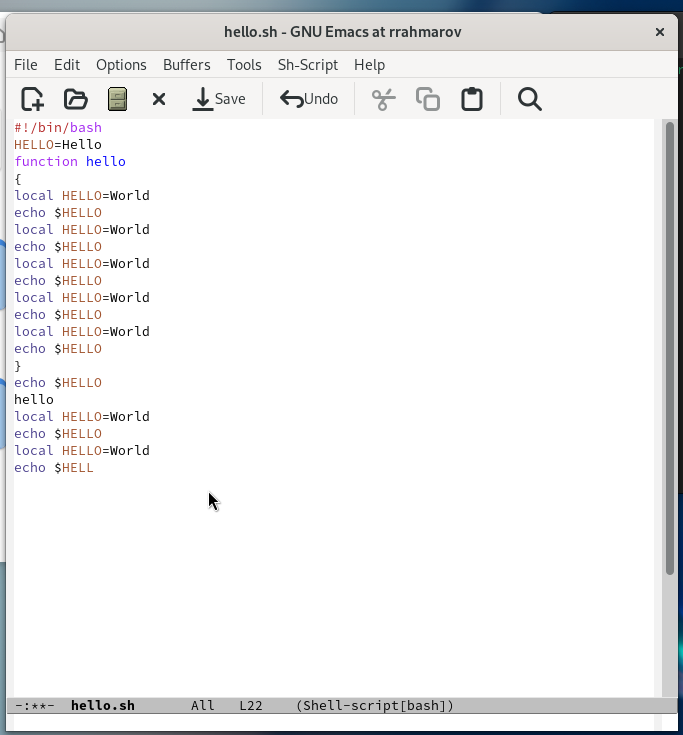 hello.sh - GNU Emacs at rrahmarov
File Edit Options Buffers Tools Sh-Script Help
Save Undo
#!/bin/bash
HELLO=Hello
function hello
{
local HELLO=World
echo $HELLO
local HELLO=World
echo $HELLO
local HELLO=World
echo $HELLO
local HELLO=World
echo $HELLO
local HELLO=World
echo $HELLO
}
echo $HELLO
hello
local HELLO=World
echo $HELLO
local HELLO=World
echo $HELL
-:**- hello.sh All L22 (Shell-script[bash])